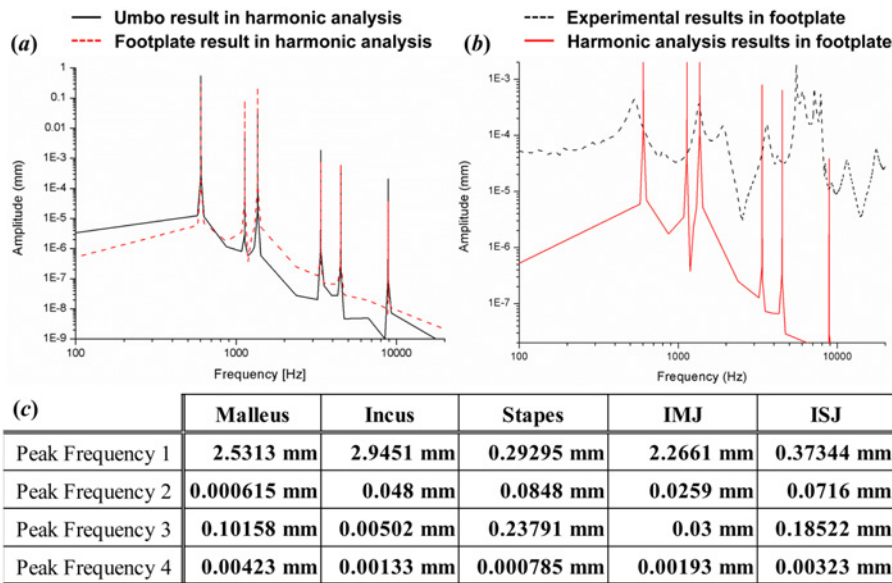 (a)
Umbo result in harmonic analysis
Footplate result in harmonic analysis
1
0.1
0.01
1E-3
1E-4
1E-5
1E-6
1E-7
1E-8
1E-9
Amplitude (mm)
100
1000
10000
Frequency [Hz]
(b)
Experimental results in footplate
Harmonic analysis results in footplate
1E-3
1E-4
1E-5
1E-6
1E-7
Amplitude (mm)
100
1000
10000
Frequency (Hz)
(c) Malleus Incus Stapes IMJ ISJ
Peak Frequency 1 2.5313 mm 2.9451 mm 0.29295 mm 2.2661 mm 0.37344 mm
Peak Frequency 2 0.000615 mm 0.048 mm 0.0848 mm 0.0259 mm 0.0716 mm
Peak Frequency 3 0.10158 mm 0.00502 mm 0.23791 mm 0.03 mm 0.18522 mm
Peak Frequency 4 0.00423 mm 0.00133 mm 0.000785 mm 0.00193 mm 0.00323 mm